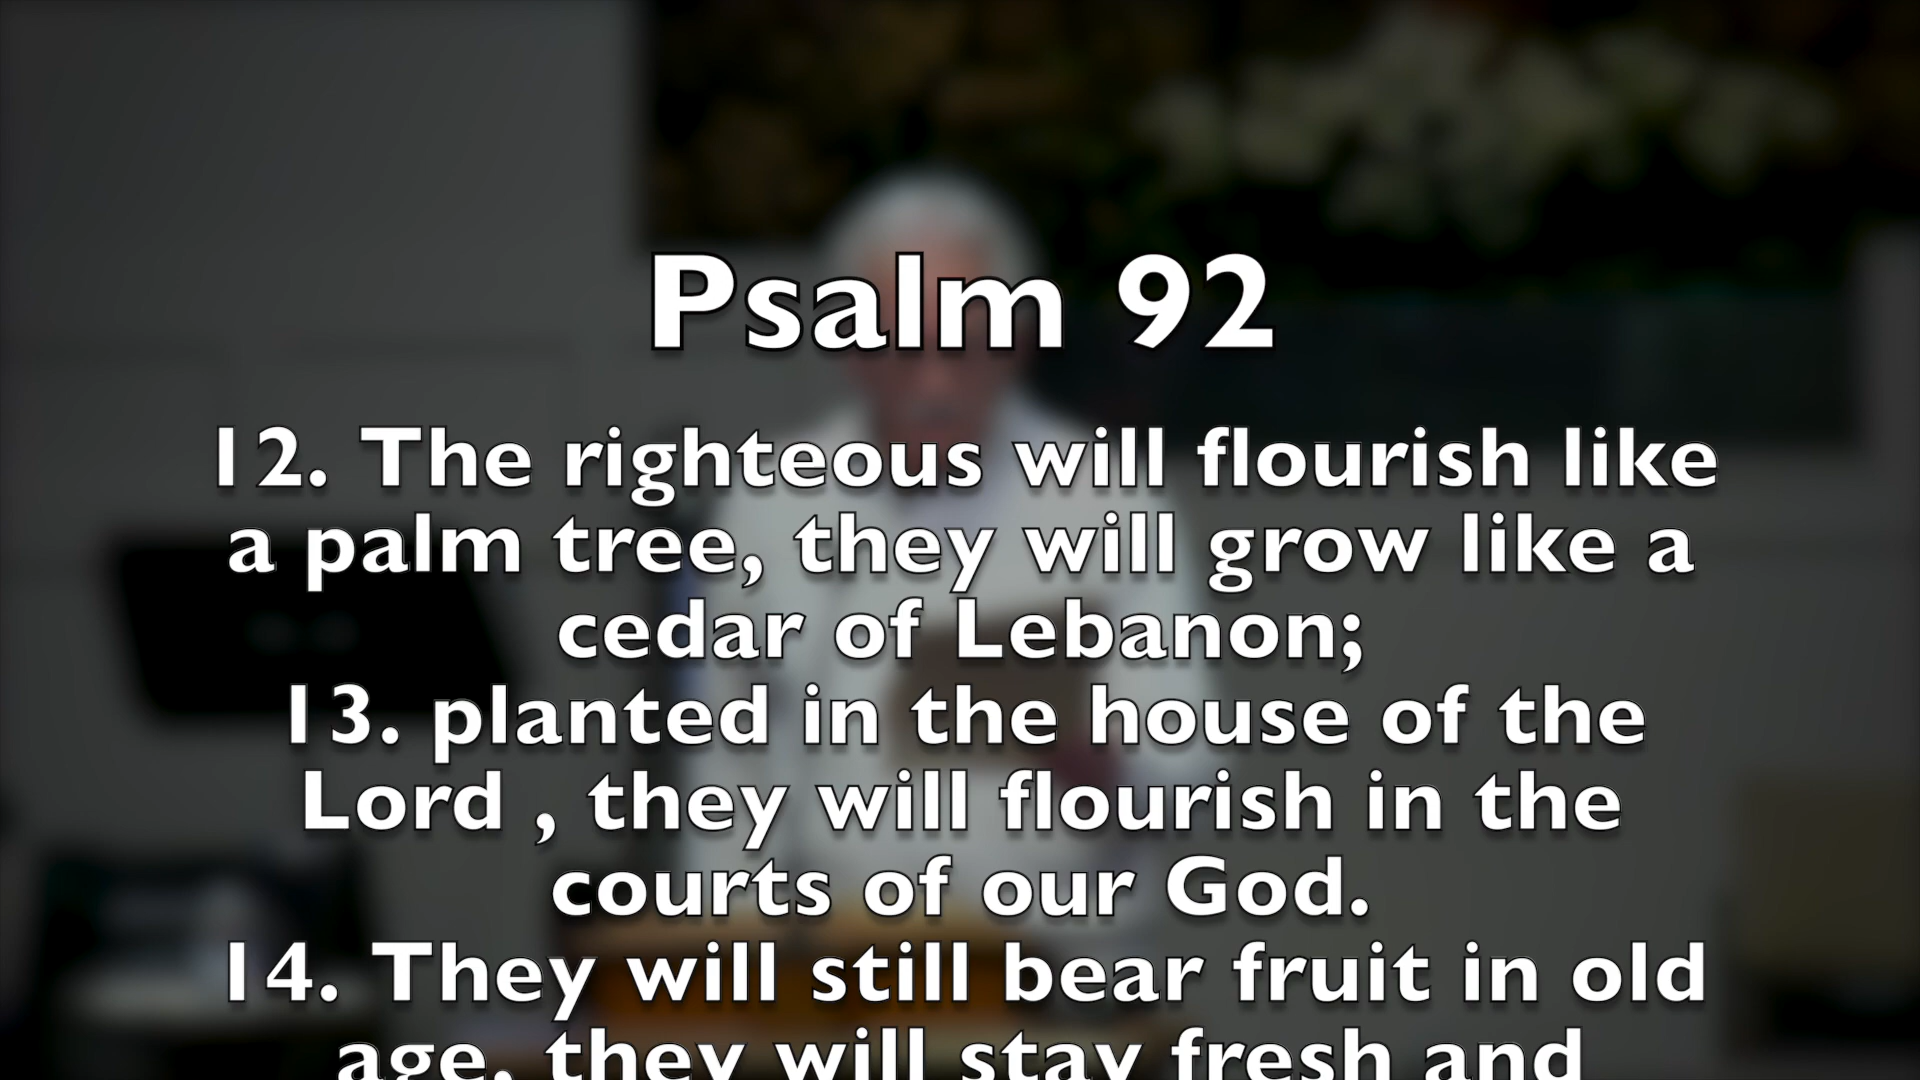 Psalm 92
12. The righteous will flourish like
a palm tree, they will grow like a
cedar of Lebanon;
13. planted in the house of the
Lord , they will flourish in the
courts of our God.
14. They will still bear fruit in old
age, they will stay fresh and